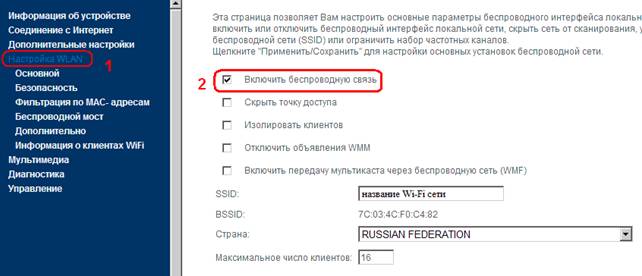 Информация об устройстве
Соединение с Интернет
Дополнительные настройки
Настройка WLAN
1
Основной
Безопасность
Фильтрация по MAC- адресам
Беспроводной мост
Дополнительно
Информация о клиентах WiFi
Мультимедиа
Диагностика
Управление
Эта страница позволяет Вам настроить основные параметры беспроводного интерфейса локальн
включить или отключить беспроводный интерфейс локальной сети, скрыть сеть от сканирования, у
беспроводной сети (SSID) или ограничить набор частотных каналов.
Щелкните "Применить/Сохранить" для настройки основных установок беспроводной сети.
2
Включить беспроводную связь
Скрыть точку доступа
Изолировать клиентов
Отключить объявления WMM
Включить передачу мультикаста через беспроводную сеть (WMF)
SSID:
название Wi-Fi сети
BSSID:
7C:03:4C:F0:C4:82
Страна:
RUSSIAN FEDERATION
Максимальное число клиентов:
16